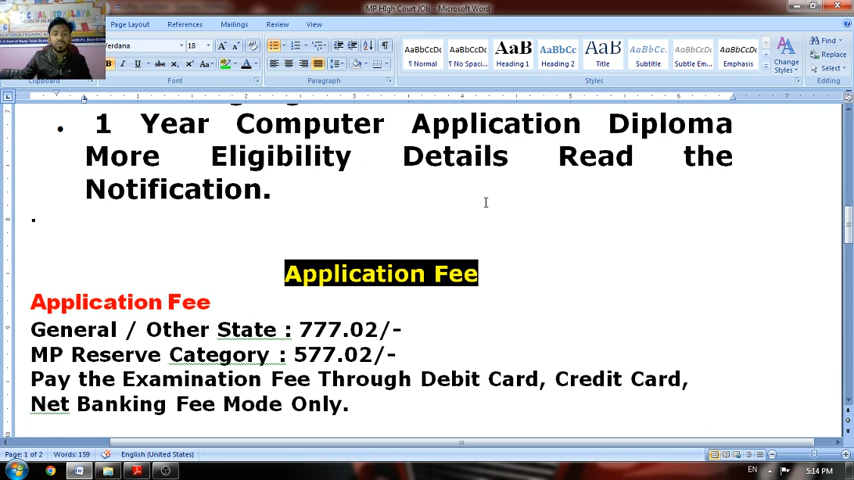 MP High Court JOb - Microsoft Word
Page Layout References Mailings Review View
Verdana 18
Font Paragraph Styles Editing
AaBbCcDc AaBbCcDc AaBb AaBbCc AaB AaBbCcDc AaBbCcDc AaBbCcDc
¶ Normal ¶ No Spaci... Heading 1 Heading 2 Title Subtitle Subtle Em... Emphasis
Change Styles
Find
Replace
Select
• 1 Year Computer Application Diploma
More Eligibility Details Read the
Notification.
.
Application Fee
Application Fee
General / Other State : 777.02/-
MP Reserve Category : 577.02/-
Pay the Examination Fee Through Debit Card, Credit Card,
Net Banking Fee Mode Only.
Page: 1 of 2 Words: 159 English (United States) 100%
EN 5:14 PM